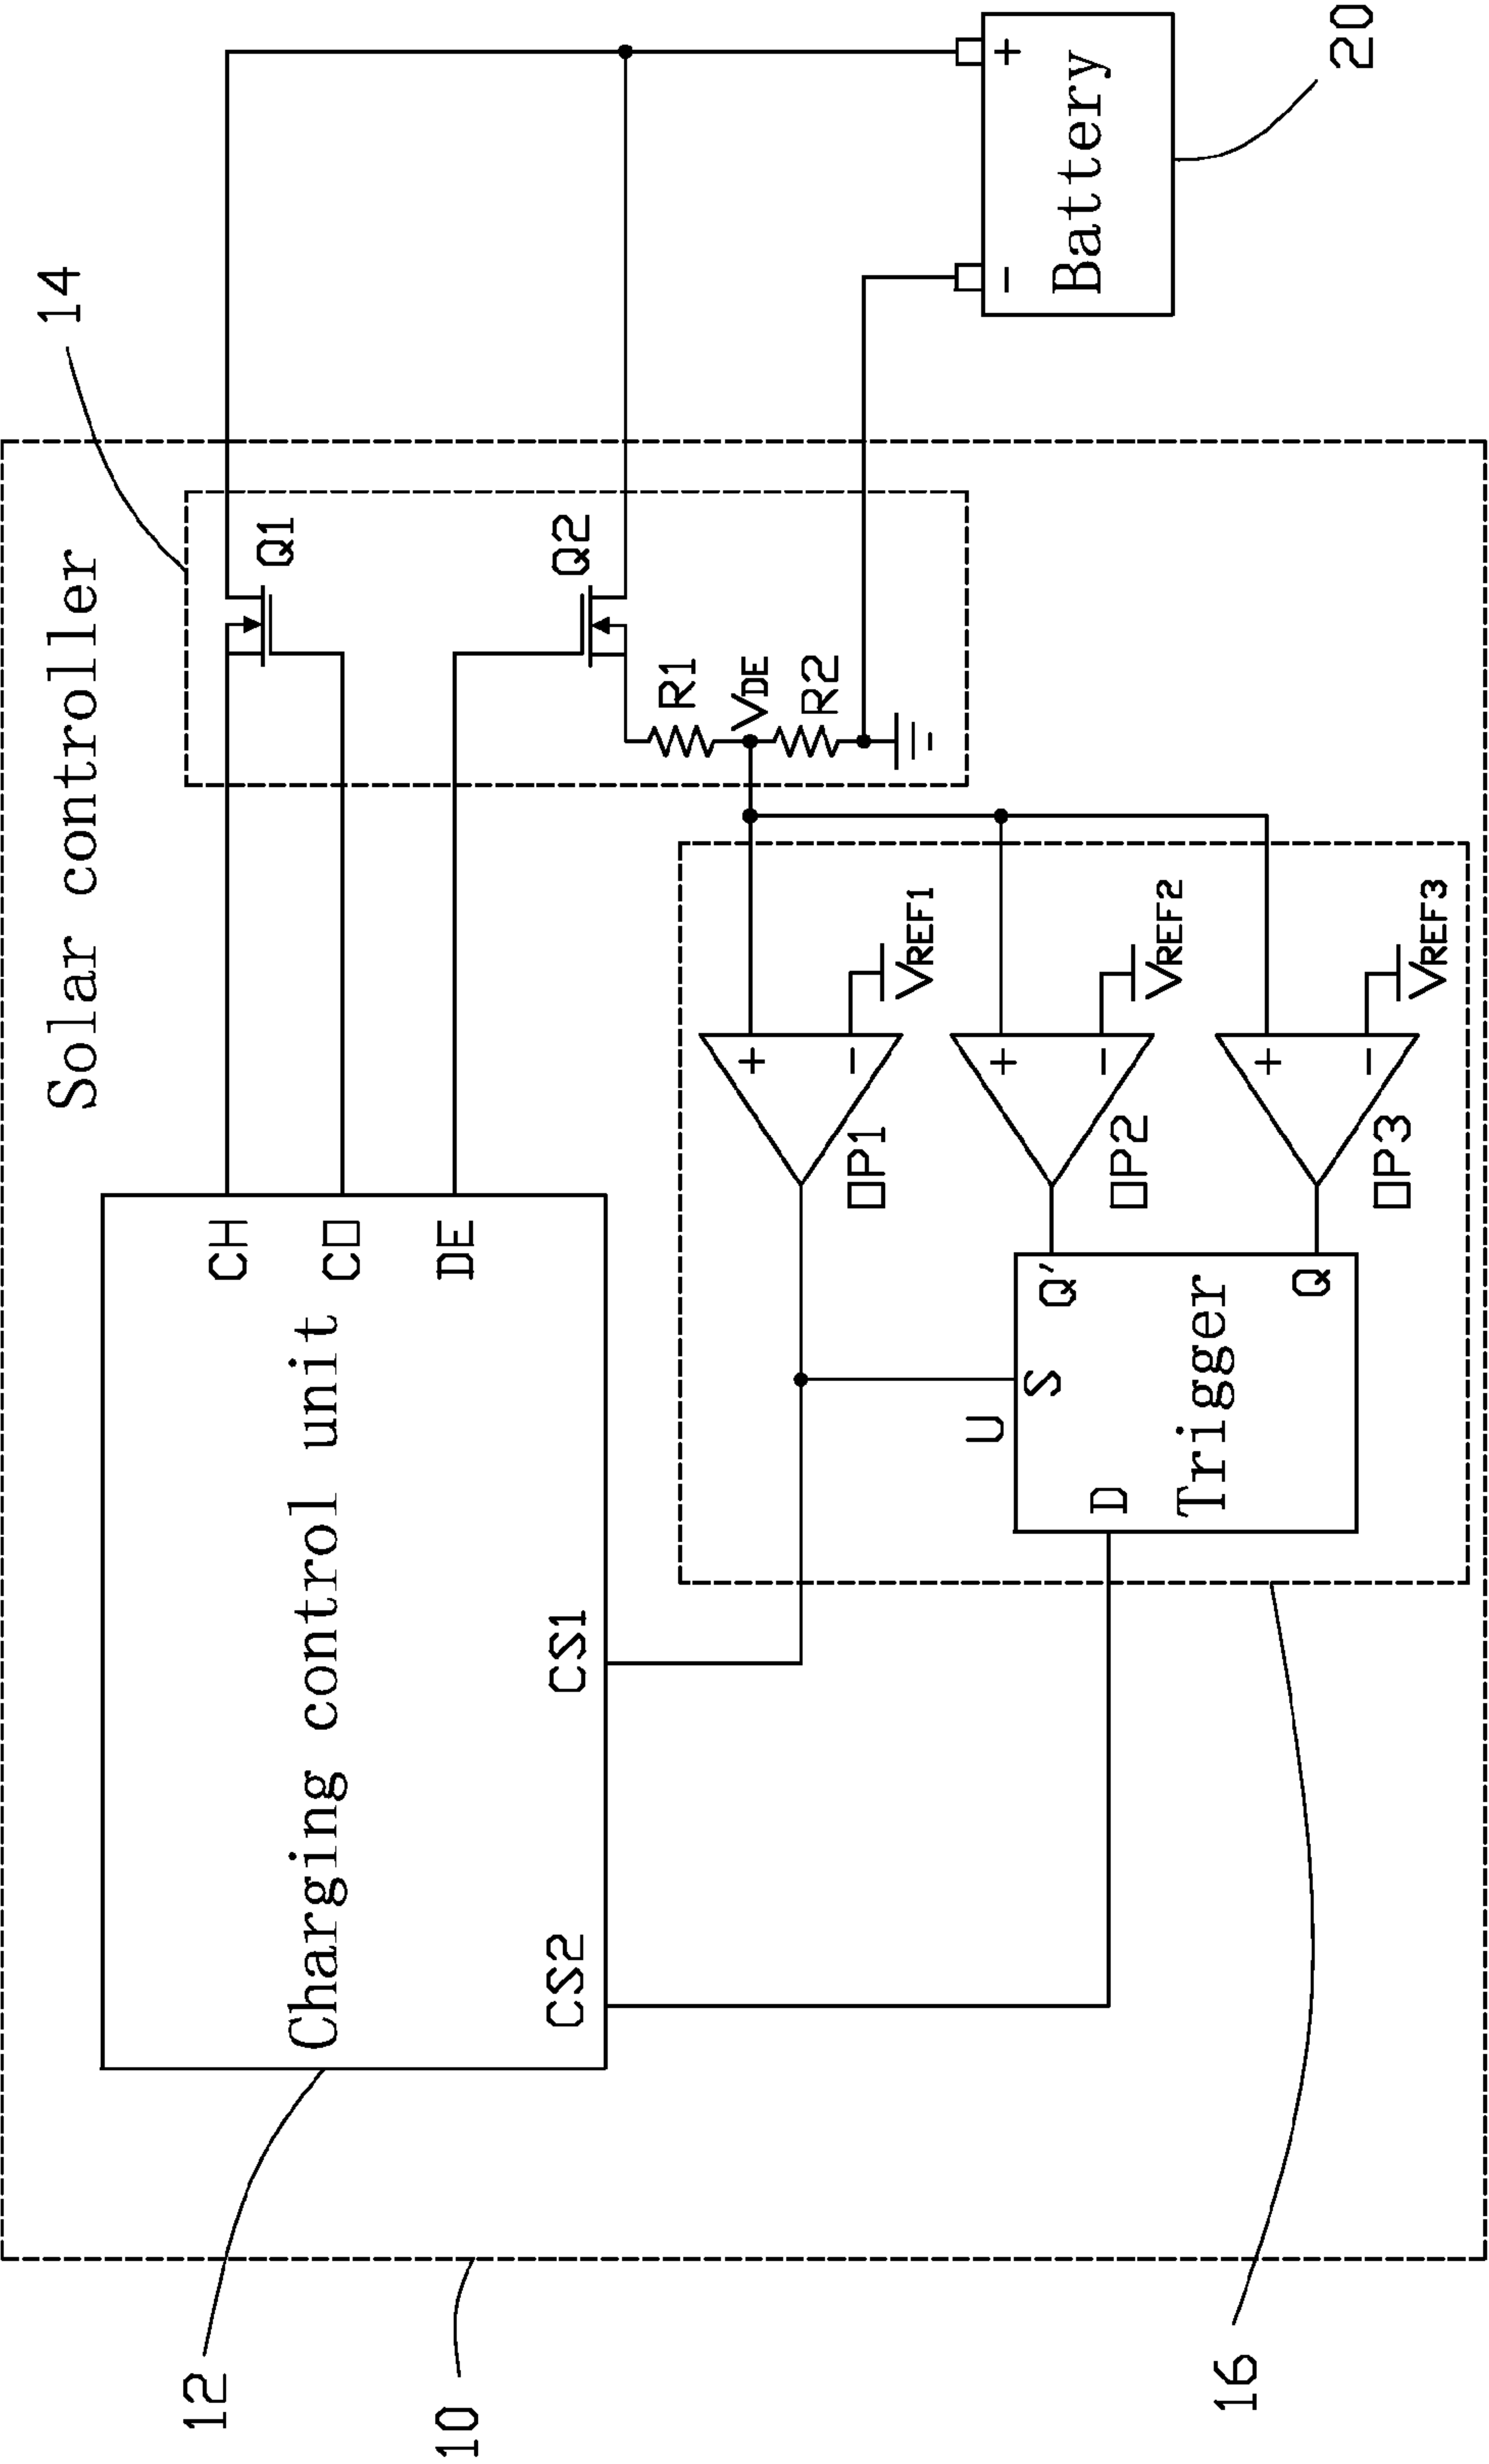 Solar controller
14
12
10
16
20
Charging control unit
CH
CO
DE
CS1
CS2
Q1
Q2
R1
VDE
R2
Battery
+
-
+
-
OP1
VREF1
+
-
OP2
VREF2
+
-
OP3
VREF3
U
S
Q'
D
Q
Trigger